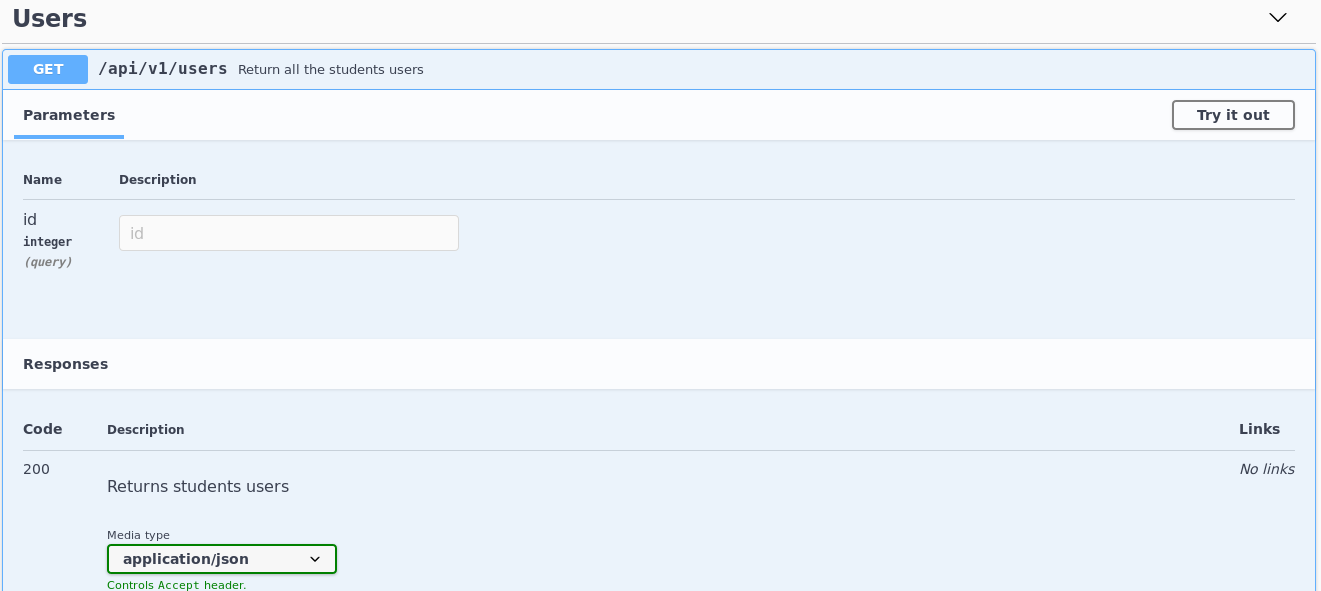 Users
GET /api/v1/users Return all the students users
Parameters Try it out
Name Description
id
integer
(query)
id
Responses
Code Description Links
200 No links
Returns students users
Media type
application/json
Controls Accept header.